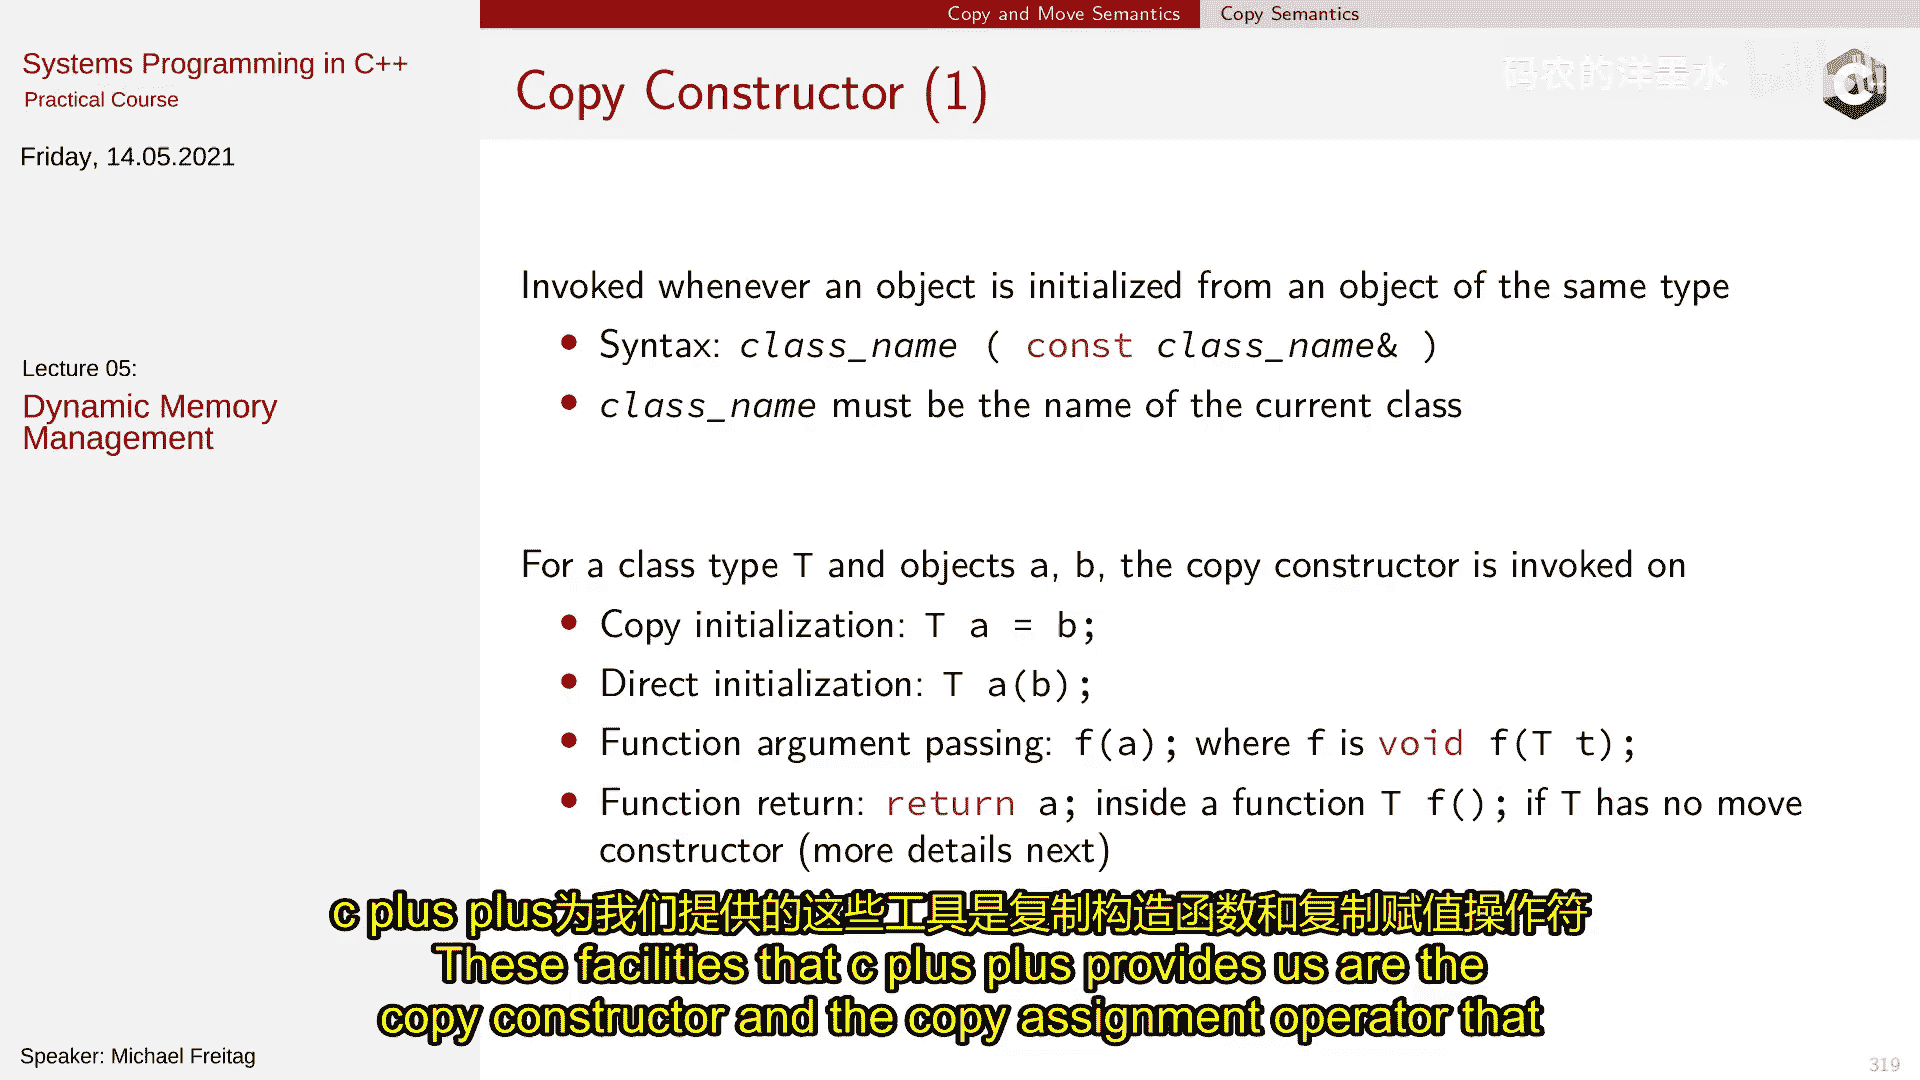 Copy and Move Semantics
Copy Semantics
Systems Programming in C++
Practical Course
Friday, 14.05.2021
Lecture 05:
Dynamic Memory
Management
Speaker: Michael Freitag
Copy Constructor (1)
码农的洋墨水
Invoked whenever an object is initialized from an object of the same type
• Syntax: class_name ( const class_name& )
• class_name must be the name of the current class
For a class type T and objects a, b, the copy constructor is invoked on
• Copy initialization: T a = b;
• Direct initialization: T a(b);
• Function argument passing: f(a); where f is void f(T t);
• Function return: return a; inside a function T f(); if T has no move
constructor (more details next)
c plus plus为我们提供的这些工具是复制构造函数和复制赋值操作符
These facilities that c plus plus provides us are the
copy constructor and the copy assignment operator that
319